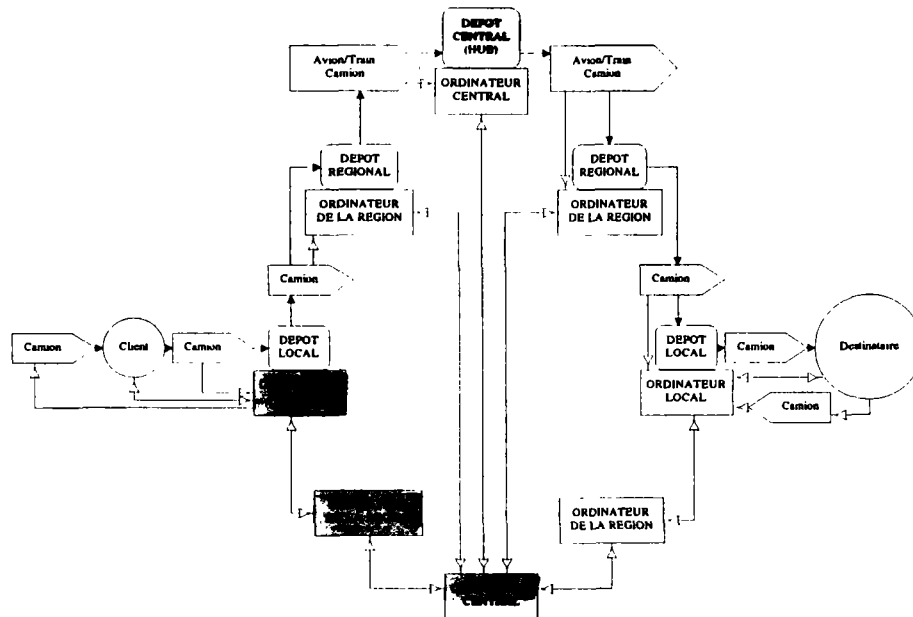 DEPOT
CENTRAL
(HUB)
Avion/Train
Camion
ORDINATEUR
CENTRAL
Avion/Train
Camion
DEPOT
REGIONAL
ORDINATEUR
DE LA REGION
DEPOT
REGIONAL
ORDINATEUR
DE LA REGION
Camion
Camion
Camion
Client
Camion
DEPOT
LOCAL
DEPOT
LOCAL
Camion
Destinataire
ORDINATEUR
LOCAL
Camion
ORDINATEUR
DE LA REGION
CENTRAL